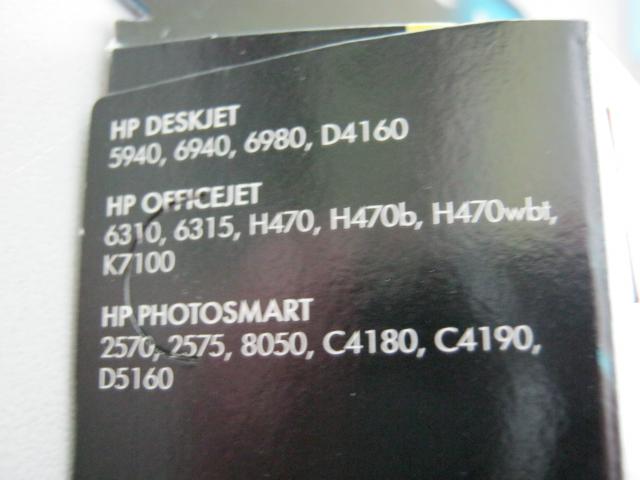 HP DESKJET
5940, 6940, 6980, D4160
HP OFFICEJET
6310, 6315, H470, H470b, H470wbt,
K7100
HP PHOTOSMART
2570, 2575, 8050, C4180, C4190,
D5160